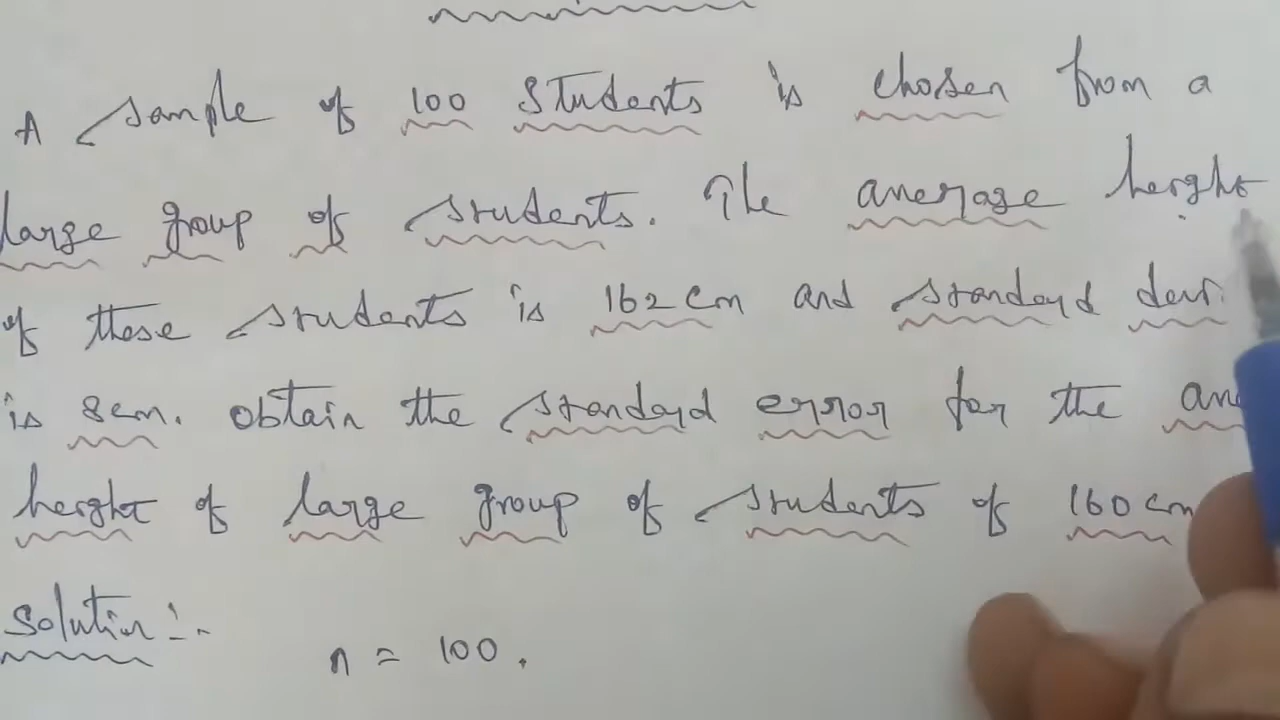 A sample of 100 students is chosen from a
large group of students. The average height
of these students is 162 cm and standard devi
is 8cm. obtain the standard error for the
height of large group of students of 160 cm
Solution :-
n = 100.